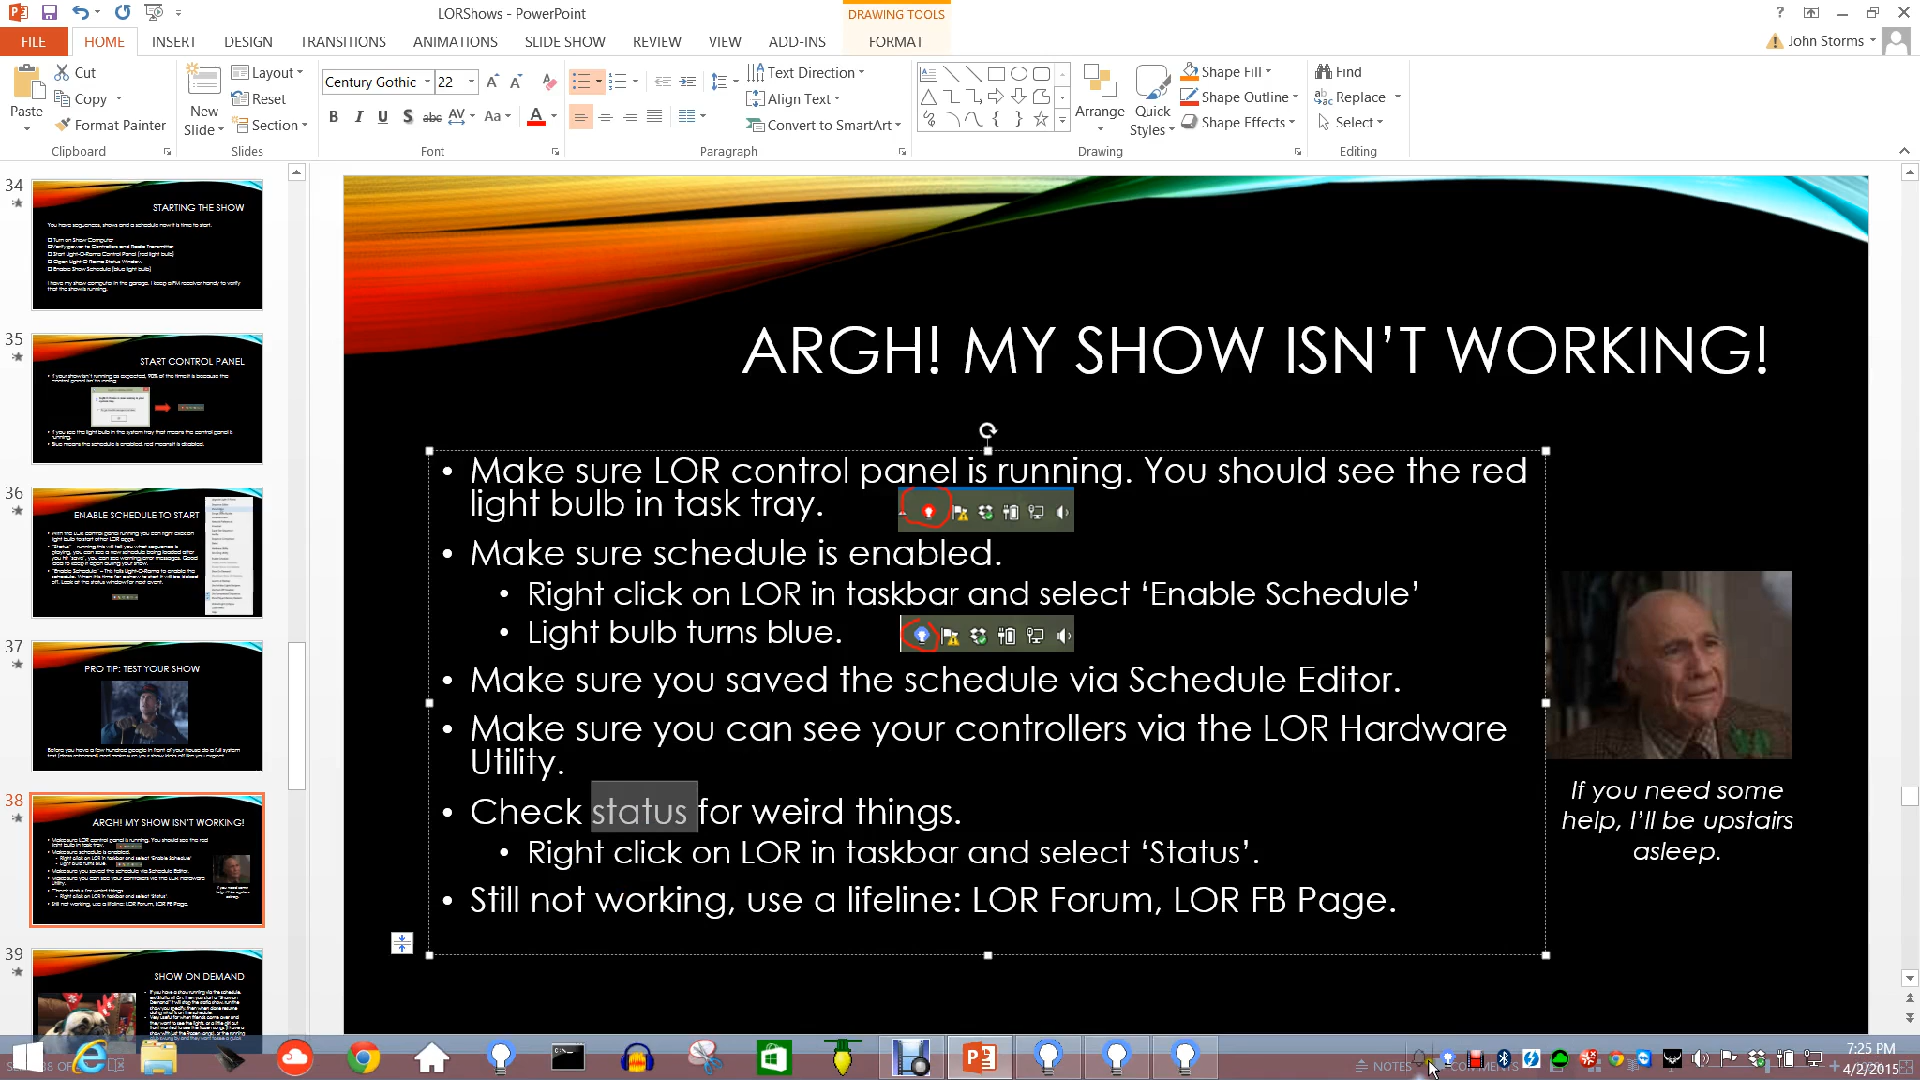 LORShows - PowerPoint
DRAWING TOOLS
FILE
HOME
INSERT
DESIGN
TRANSITIONS
ANIMATIONS
SLIDE SHOW
REVIEW
VIEW
ADD-INS
FORMAT
John Storms
Paste
Cut
Copy
Format Painter
Clipboard
New
Slide
Layout
Reset
Section
Slides
Century Gothic
22
Font
Text Direction
Align Text
Convert to SmartArt
Paragraph
Arrange
Quick
Styles
Shape Fill
Shape Outline
Shape Effects
Drawing
Find
Replace
Select
Editing
34
STARTING THE SHOW
35
START CONTROL PANEL
36
ENABLE SCHEDULE TO START
37
PRO TIP: TEST YOUR SHOW
38
ARGH! MY SHOW ISN'T WORKING!
39
SHOW ON DEMAND
ARGH! MY SHOW ISN'T WORKING!
• Make sure LOR control panel is running. You should see the red
light bulb in task tray.
• Make sure schedule is enabled.
• Right click on LOR in taskbar and select 'Enable Schedule'
• Light bulb turns blue.
• Make sure you saved the schedule via Schedule Editor.
• Make sure you can see your controllers via the LOR Hardware
Utility.
• Check status for weird things.
• Right click on LOR in taskbar and select 'Status'.
• Still not working, use a lifeline: LOR Forum, LOR FB Page.
If you need some
help, I'll be upstairs
asleep.
NOTES
COMMENTS
7:25 PM
4/2/2015